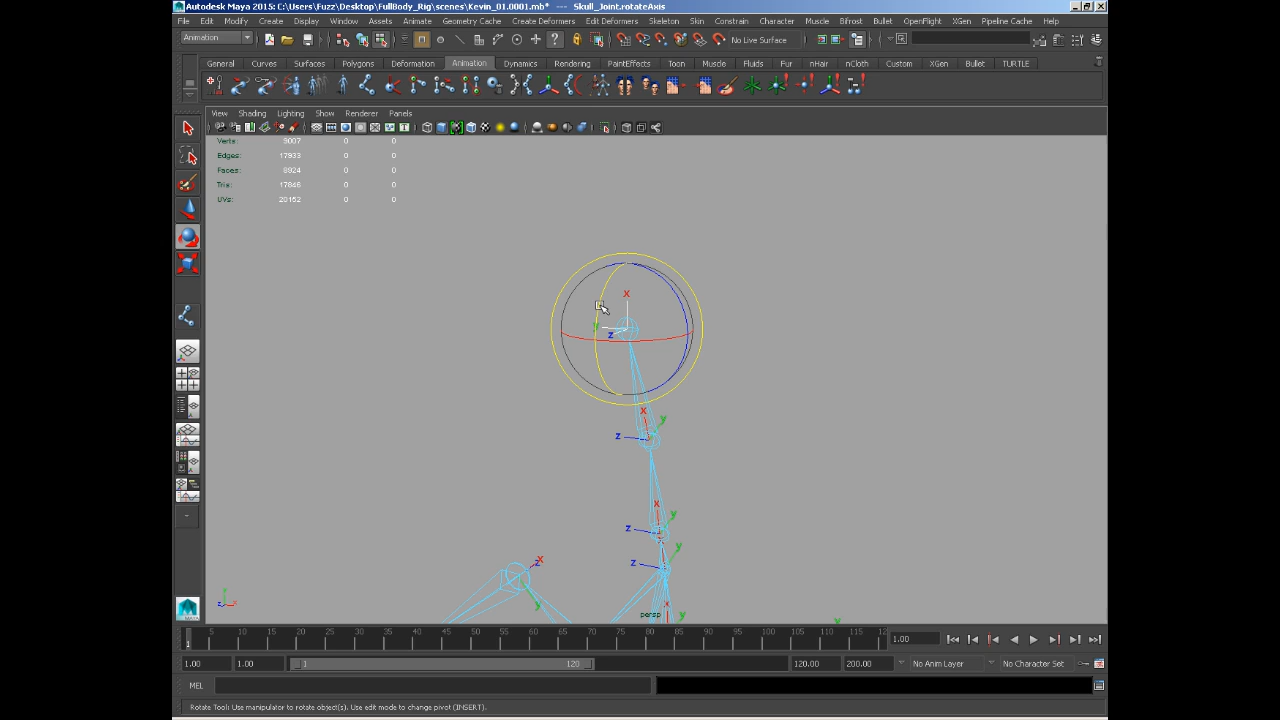 Autodesk Maya 2015: C:\Users\Fuzz\Desktop\FullBody_Rig\scenes\Kevin_01.0001.mb* --- Skull_Joint.rotateAxis
File Edit Modify Create Display Window Assets Animate Geometry Cache Create Deformers Edit Deformers Skeleton Skin Constrain Character Muscle Bifrost Bullet OpenFlight XGen Pipeline Cache Help
Animation No Live Surface
General Curves Surfaces Polygons Deformation Animation Dynamics Rendering PaintEffects Toon Muscle Fluids Fur nHair nCloth Custom XGen Bullet TURTLE
View Shading Lighting Show Renderer Panels
Verts: 9007 0 0
Edges: 17933 0 0
Faces: 8924 0 0
Tris: 17846 0 0
UVs: 20152 0 0
x
y
z
x
y
z
x
y
z
y
z
x
z
y
x
persp
y
y
z x
MAYA
5 10 15 20 25 30 35 40 45 50 55 60 65 70 75 80 85 90 95 100 105 110 115 12
1 1.00
1.00 1.00 1 120 120.00 200.00 No Anim Layer No Character Set
MEL
Rotate Tool: Use manipulator to rotate object(s). Use edit mode to change pivot (INSERT).